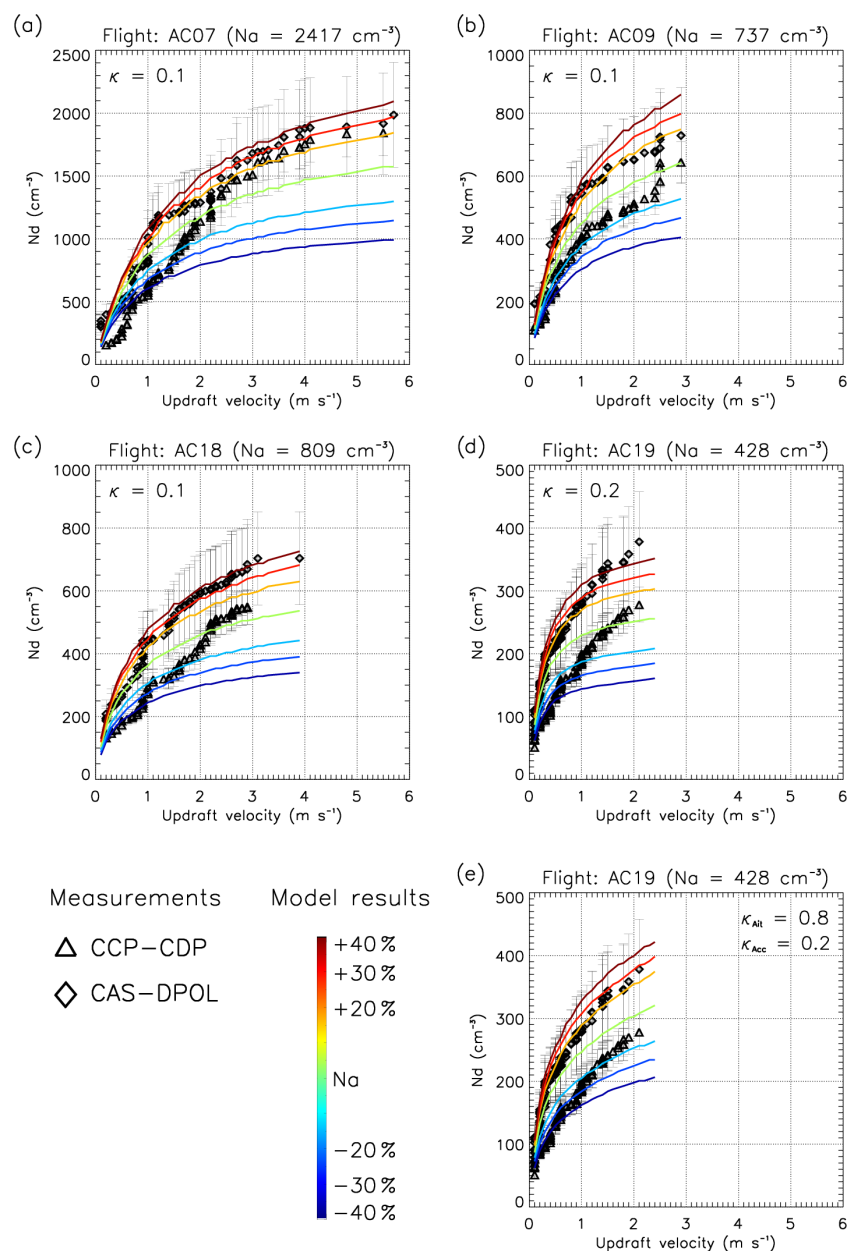 (a) Flight: AC07 (Na = 2417 cm⁻³)
κ = 0.1
2500
2000
1500
1000
500
0
Nd (cm⁻³)
0 1 2 3 4 5 6
Updraft velocity (m s⁻¹)
(b) Flight: AC09 (Na = 737 cm⁻³)
κ = 0.1
1000
800
600
400
200
0
Nd (cm⁻³)
0 1 2 3 4 5 6
Updraft velocity (m s⁻¹)
(c) Flight: AC18 (Na = 809 cm⁻³)
κ = 0.1
1000
800
600
400
200
0
Nd (cm⁻³)
0 1 2 3 4 5 6
Updraft velocity (m s⁻¹)
(d) Flight: AC19 (Na = 428 cm⁻³)
κ = 0.2
500
400
300
200
100
0
Nd (cm⁻³)
0 1 2 3 4 5 6
Updraft velocity (m s⁻¹)
Measurements
CCP–CDP
CAS–DPOL
Model results
+40%
+30%
+20%
Na
−20%
−30%
−40%
(e) Flight: AC19 (Na = 428 cm⁻³)
κAit = 0.8
κAcc = 0.2
500
400
300
200
100
0
Nd (cm⁻³)
0 1 2 3 4 5 6
Updraft velocity (m s⁻¹)